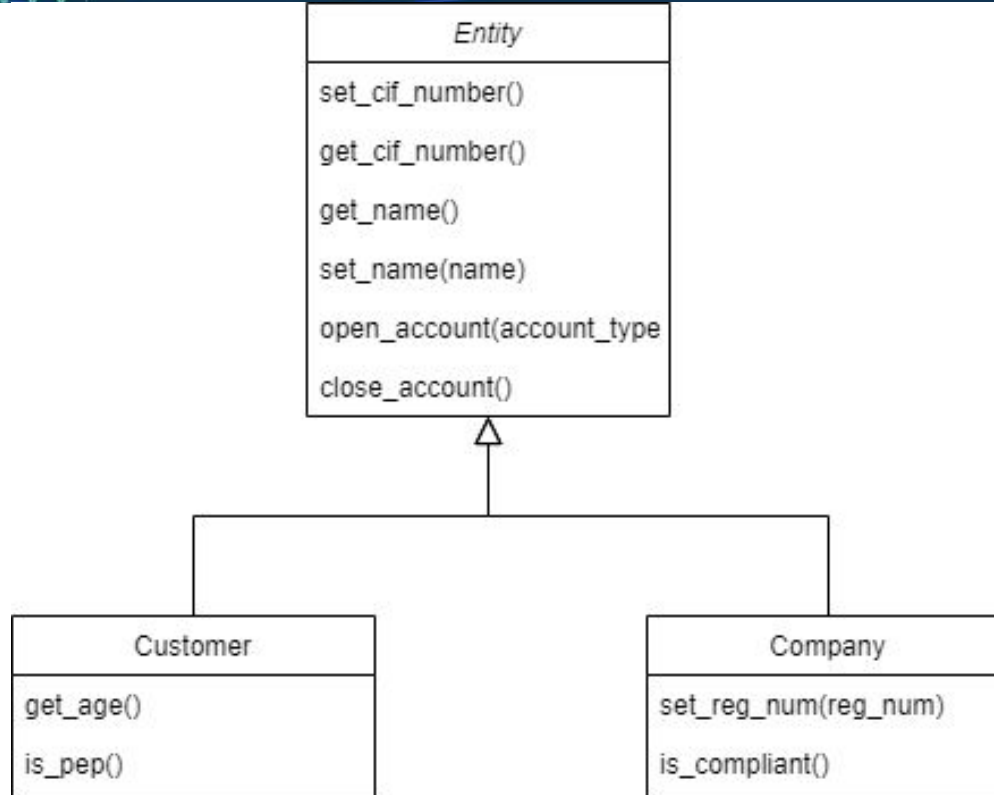 Entity
set_cif_number()
get_cif_number()
get_name()
set_name(name)
open_account(account_type
close_account()
Customer
get_age()
is_pep()
Company
set_reg_num(reg_num)
is_compliant()